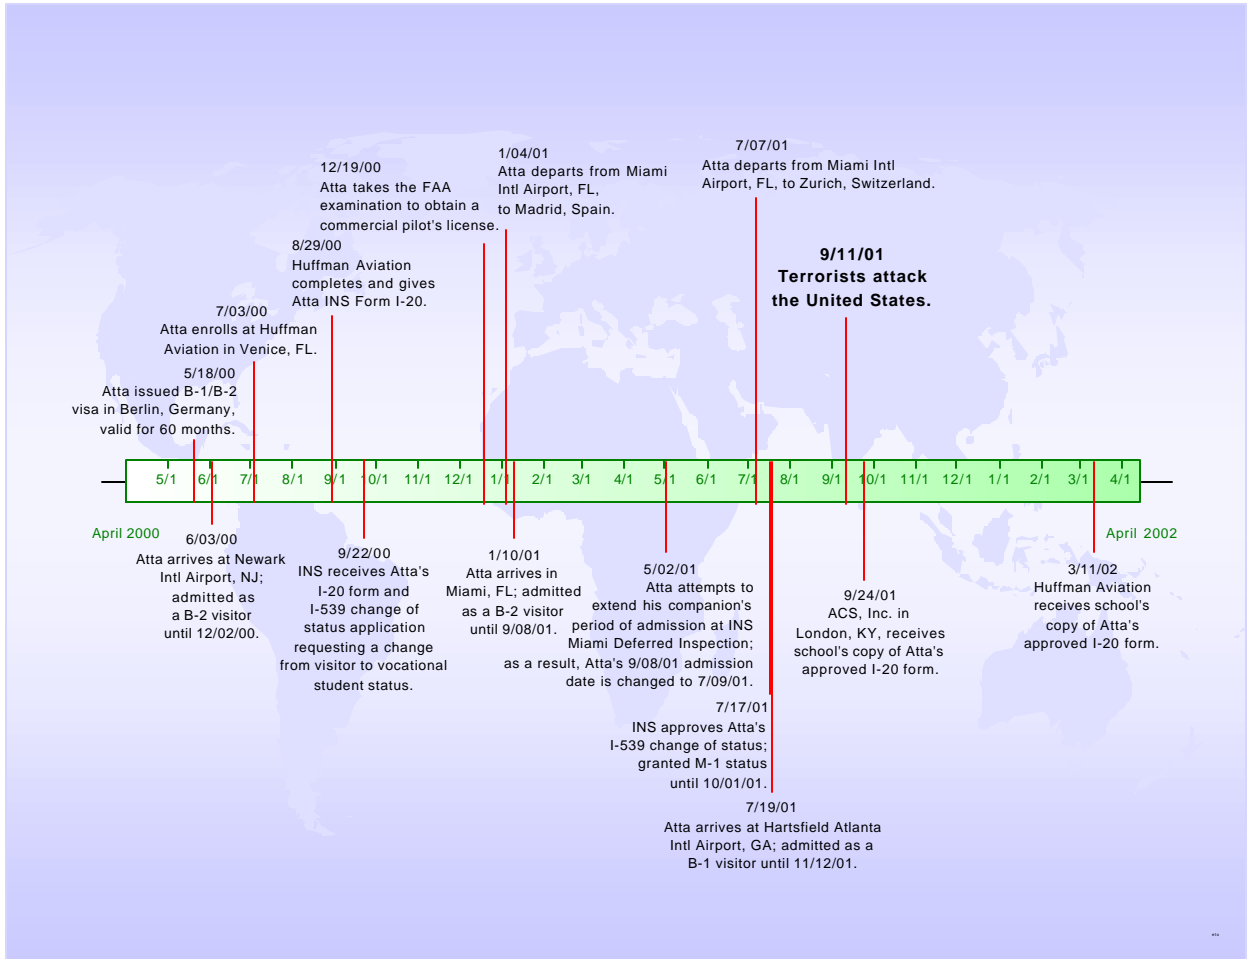 12/19/00
Atta takes the FAA
examination to obtain a
commercial pilot's license.
1/04/01
Atta departs from Miami
Intl Airport, FL,
to Madrid, Spain.
7/07/01
Atta departs from Miami Intl
Airport, FL, to Zurich, Switzerland.
8/29/00
Huffman Aviation
completes and gives
Atta INS Form I-20.
9/11/01
Terrorists attack
the United States.
7/03/00
Atta enrolls at Huffman
Aviation in Venice, FL.
5/18/00
Atta issued B-1/B-2
visa in Berlin, Germany,
valid for 60 months.
5/1 6/1 7/1 8/1 9/1 10/1 11/1 12/1 1/1 2/1 3/1 4/1 5/1 6/1 7/1 8/1 9/1 10/1 11/1 12/1 1/1 2/1 3/1 4/1
April 2000
April 2002
6/03/00
Atta arrives at Newark
Intl Airport, NJ;
admitted as
a B-2 visitor
until 12/02/00.
9/22/00
INS receives Atta's
I-20 form and
I-539 change of
status application
requesting a change
from visitor to vocational
student status.
1/10/01
Atta arrives in
Miami, FL; admitted
as a B-2 visitor
until 9/08/01.
5/02/01
Atta attempts to
extend his companion's
period of admission at INS
Miami Deferred Inspection;
as a result, Atta's 9/08/01 admission
date is changed to 7/09/01.
7/17/01
INS approves Atta's
I-539 change of status;
granted M-1 status
until 10/01/01.
7/19/01
Atta arrives at Hartsfield Atlanta
Intl Airport, GA; admitted as a
B-1 visitor until 11/12/01.
9/24/01
ACS, Inc. in
London, KY, receives
school's copy of Atta's
approved I-20 form.
3/11/02
Huffman Aviation
receives school's
copy of Atta's
approved I-20 form.